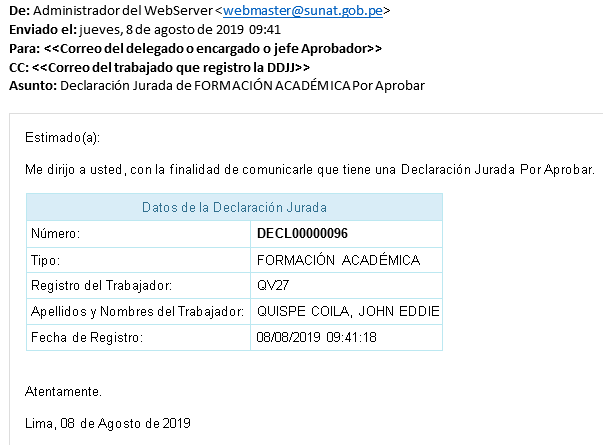 De: Administrador del WebServer <webmaster@sunat.gob.pe>
Enviado el: jueves, 8 de agosto de 2019 09:41
Para: <<Correo del delegado o encargado o jefe Aprobador>>
CC: <<Correo del trabajado que registro la DDJJ>>
Asunto: Declaración Jurada de FORMACIÓN ACADÉMICA Por Aprobar
Estimado(a):
Me dirijo a usted, con la finalidad de comunicarle que tiene una Declaración Jurada Por Aprobar.
Datos de la Declaración Jurada
Número: DECL00000096
Tipo: FORMACIÓN ACADÉMICA
Registro del Trabajador: QV27
Apellidos y Nombres del Trabajador: QUISPE COILA, JOHN EDDIE
Fecha de Registro: 08/08/2019 09:41:18
Atentamente.
Lima, 08 de Agosto de 2019